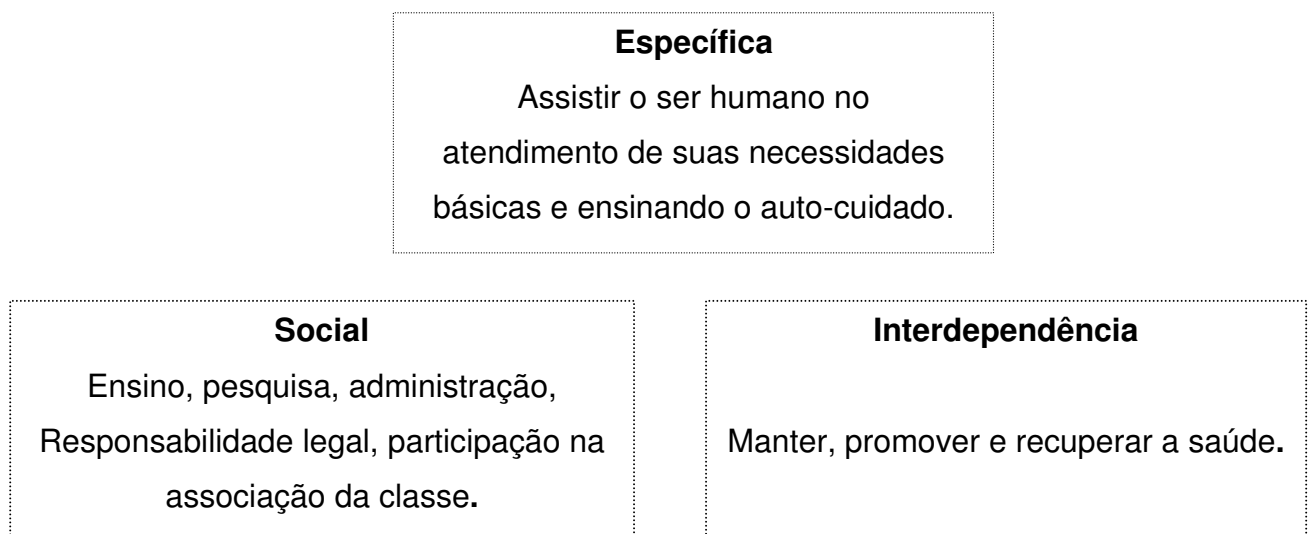 Específica
Assistir o ser humano no
atendimento de suas necessidades
básicas e ensinando o auto-cuidado.
Social
Ensino, pesquisa, administração,
Responsabilidade legal, participação na
associação da classe.
Interdependência
Manter, promover e recuperar a saúde.